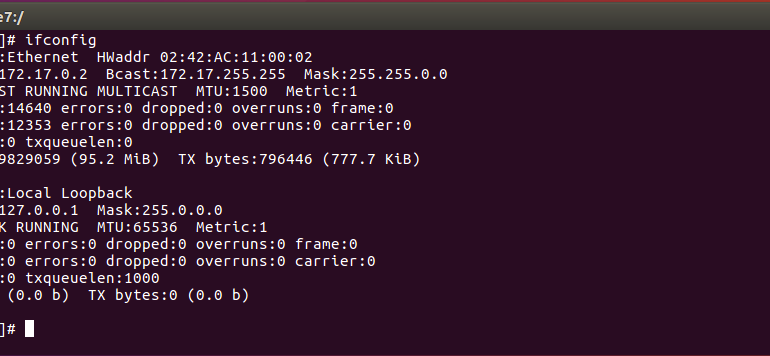 e7:/
]# ifconfig
:Ethernet  HWaddr 02:42:AC:11:00:02
172.17.0.2  Bcast:172.17.255.255  Mask:255.255.0.0
ST RUNNING MULTICAST  MTU:1500  Metric:1
:14640 errors:0 dropped:0 overruns:0 frame:0
:12353 errors:0 dropped:0 overruns:0 carrier:0
:0 txqueuelen:0
9829059 (95.2 MiB)  TX bytes:796446 (777.7 KiB)
:Local Loopback
127.0.0.1  Mask:255.0.0.0
K RUNNING  MTU:65536  Metric:1
:0 errors:0 dropped:0 overruns:0 frame:0
:0 errors:0 dropped:0 overruns:0 carrier:0
:0 txqueuelen:1000
(0.0 b)  TX bytes:0 (0.0 b)
]#